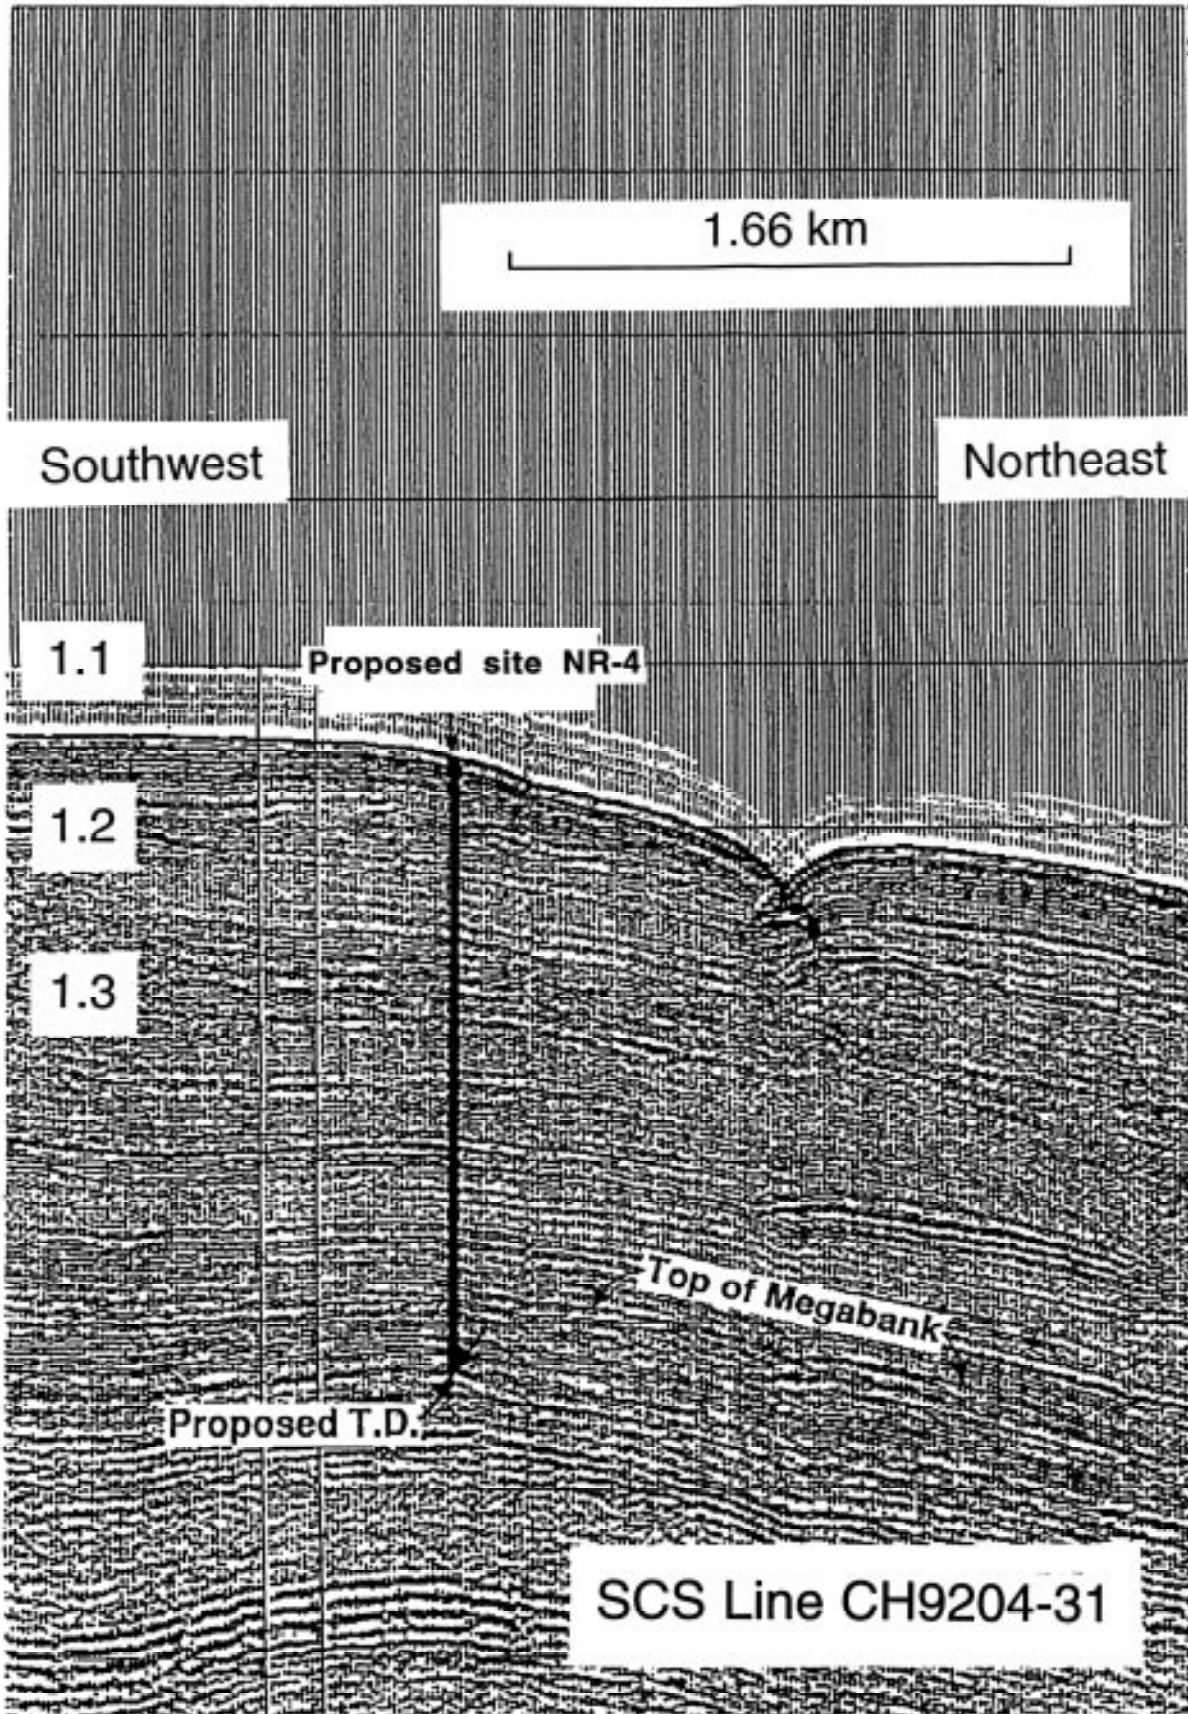 1.66 km
Southwest
Northeast
1.1
Proposed site NR-4
1.2
1.3
Top of Megabank
Proposed T.D.
SCS Line CH9204-31